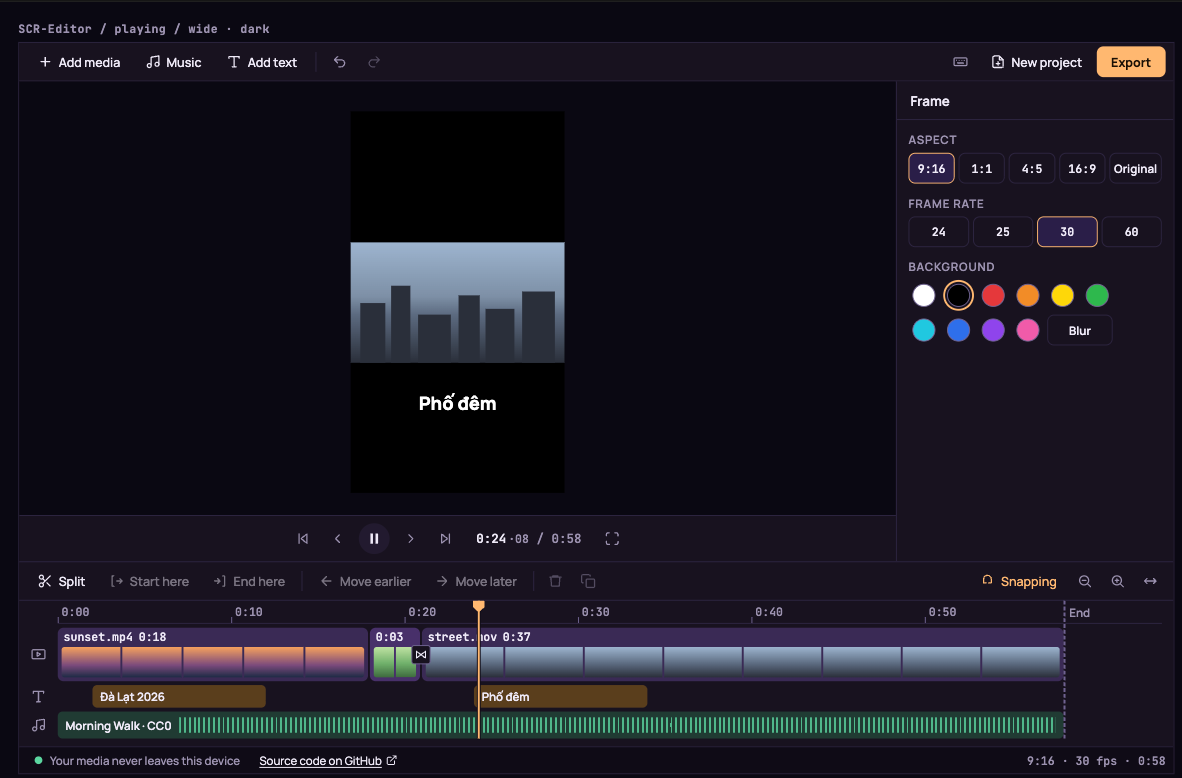 SCR-Editor / playing / wide · dark
Add media Music Add text New project Export
Frame
ASPECT
9:16 1:1 4:5 16:9 Original
FRAME RATE
24 25 30 60
BACKGROUND
Blur
Phố đêm
0:24·08 / 0:58
Split Start here End here Move earlier Move later Snapping
0:00 0:10 0:20 0:30 0:40 0:50 End
sunset.mp4 0:18 0:03 street.mov 0:37
Đà Lạt 2026 Phố đêm
Morning Walk · CC0
Your media never leaves this device Source code on GitHub 9:16 · 30 fps · 0:58